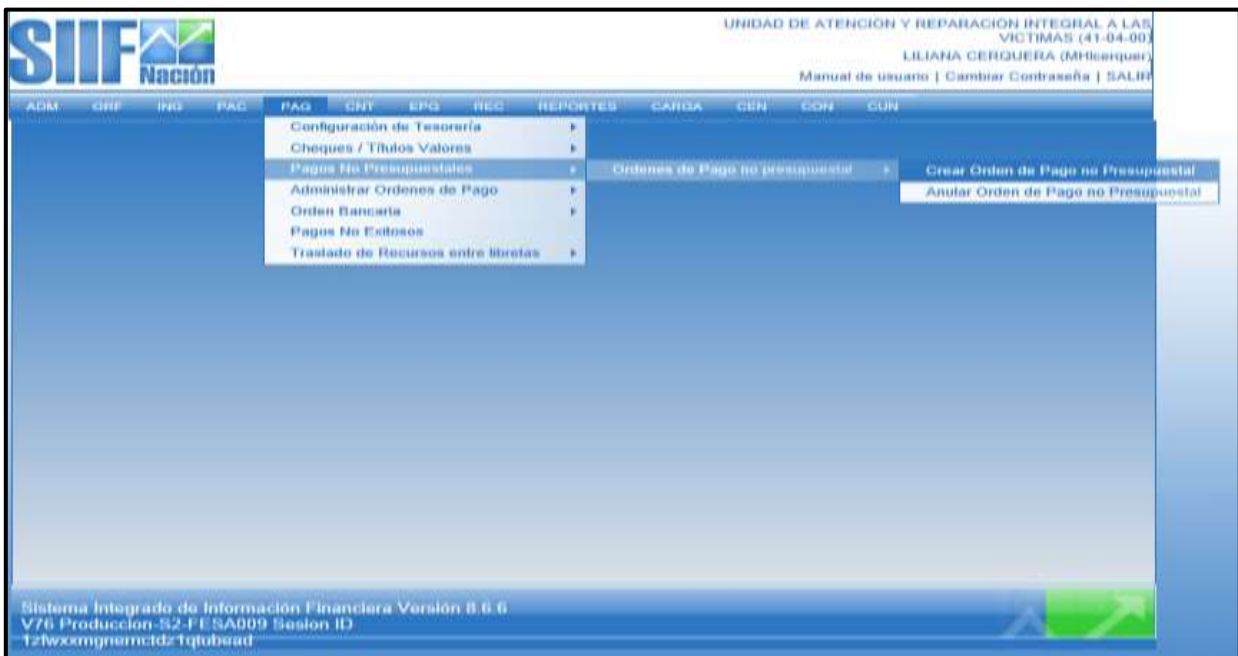 SIIF
Nación
UNIDAD DE ATENCIÓN Y REPARACIÓN INTEGRAL A LAS
VICTIMAS (41-04-00)
LILIANA CERQUERA (MHlcerquer)
Manual de usuario | Cambiar Contraseña | SALIR
ADM GRF ING PAC PAG CNT EPG REC REPORTES CARGA CEN CON CUN
Configuración de Tesorería
Cheques / Títulos Valores
Pagos No Presupuestales Ordenes de Pago no presupuestal Crear Orden de Pago no Presupuestal
Administrar Ordenes de Pago Anular Orden de Pago no Presupuestal
Orden Bancaria
Pagos No Exitosos
Traslado de Recursos entre libretas
Sistema Integrado de Información Financiera Versión 8.6.6
V76 Produccion-S2-FESA009 Sesion ID